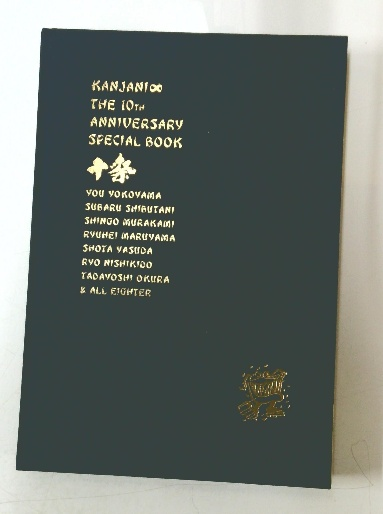 KANJANI∞
THE 10TH
ANNIVERSARY
SPECIAL BOOK
十祭
YOU YOKOYAMA
SUBARU SHIBUTANI
SHINGO MURAKAMI
RYUHEI MARUYAMA
SHOTA YASUDA
RYO NISHIKIDO
TADAYOSHI OKURA
& ALL EIGHTER